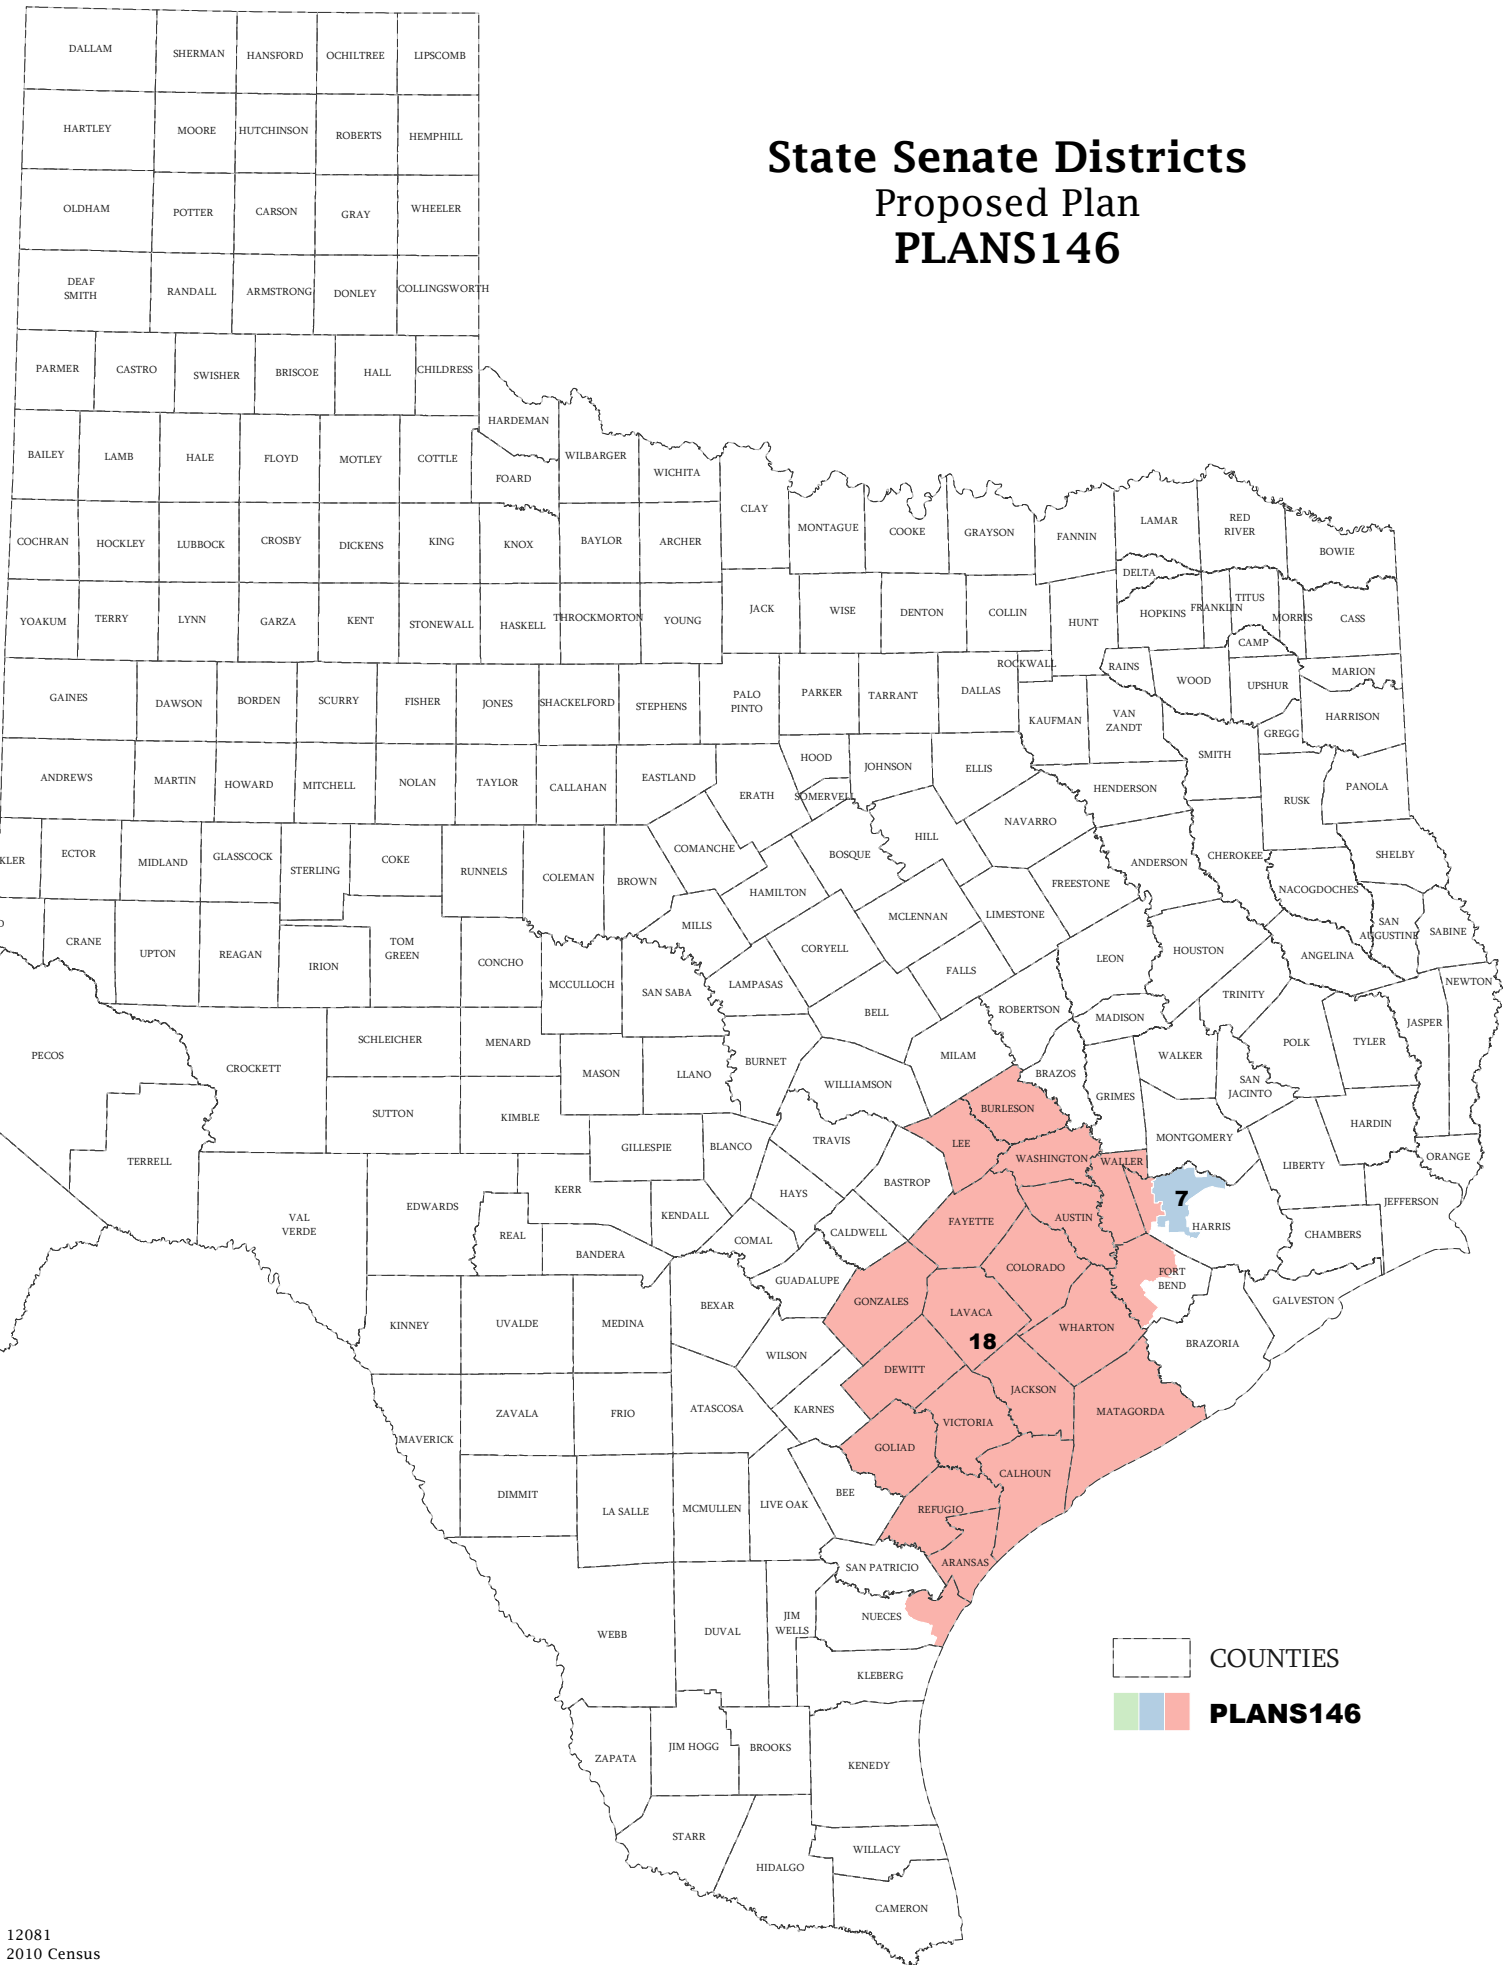 State Senate Districts
Proposed Plan
PLANS146
DALLAM
SHERMAN
HANSFORD
OCHILTREE
LIPSCOMB
HARTLEY
MOORE
HUTCHINSON
ROBERTS
HEMPHILL
OLDHAM
POTTER
CARSON
GRAY
WHEELER
DEAF
SMITH
RANDALL
ARMSTRONG
DONLEY
COLLINGSWORTH
PARMER
CASTRO
SWISHER
BRISCOE
HALL
CHILDRESS
HARDEMAN
BAILEY
LAMB
HALE
FLOYD
MOTLEY
COTTLE
FOARD
WILBARGER
WICHITA
CLAY
MONTAGUE
COOKE
GRAYSON
FANNIN
LAMAR
RED
RIVER
BOWIE
COCHRAN
HOCKLEY
LUBBOCK
CROSBY
DICKENS
KING
KNOX
BAYLOR
ARCHER
DELTA
YOAKUM
TERRY
LYNN
GARZA
KENT
STONEWALL
HASKELL
THROCKMORTON
YOUNG
JACK
WISE
DENTON
COLLIN
HUNT
HOPKINS
FRANKLIN
TITUS
MORRIS
CASS
CAMP
GAINES
DAWSON
BORDEN
SCURRY
FISHER
JONES
SHACKELFORD
STEPHENS
PALO
PINTO
PARKER
TARRANT
DALLAS
ROCKWALL
RAINS
WOOD
UPSHUR
MARION
KAUFMAN
VAN
ZANDT
GREGG
HARRISON
ANDREWS
MARTIN
HOWARD
MITCHELL
NOLAN
TAYLOR
CALLAHAN
EASTLAND
ERATH
HOOD
SOMERVELL
JOHNSON
ELLIS
HENDERSON
SMITH
RUSK
PANOLA
KLER
ECTOR
MIDLAND
GLASSCOCK
STERLING
COKE
RUNNELS
COLEMAN
BROWN
COMANCHE
HAMILTON
BOSQUE
HILL
NAVARRO
FREESTONE
ANDERSON
CHEROKEE
NACOGDOCHES
SHELBY
D
CRANE
UPTON
REAGAN
IRION
TOM
GREEN
CONCHO
MCCULLOCH
SAN SABA
MILLS
LAMPASAS
CORYELL
MCLENNAN
LIMESTONE
FALLS
LEON
HOUSTON
ANGELINA
SAN
AUGUSTINE
SABINE
NEWTON
PECOS
CROCKETT
SCHLEICHER
MENARD
MASON
LLANO
BURNET
BELL
MILAM
ROBERTSON
MADISON
TRINITY
WALKER
POLK
TYLER
JASPER
TERRELL
SUTTON
KIMBLE
GILLESPIE
BLANCO
WILLIAMSON
TRAVIS
BURLESON
BRAZOS
GRIMES
SAN
JACINTO
MONTGOMERY
HARDIN
LEE
WASHINGTON
WALLER
LIBERTY
ORANGE
JEFFERSON
VAL
VERDE
EDWARDS
REAL
KERR
BANDERA
KENDALL
HAYS
COMAL
CALDWELL
BASTROP
FAYETTE
AUSTIN
7
HARRIS
CHAMBERS
KINNEY
UVALDE
MEDINA
BEXAR
GUADALUPE
GONZALES
COLORADO
LAVACA
18
FORT
BEND
WHARTON
BRAZORIA
GALVESTON
WILSON
DEWITT
MAVERICK
ZAVALA
FRIO
ATASCOSA
KARNES
JACKSON
VICTORIA
MATAGORDA
GOLIAD
CALHOUN
DIMMIT
LA SALLE
MCMULLEN
LIVE OAK
BEE
REFUGIO
ARANSAS
SAN PATRICIO
NUECES
WEBB
DUVAL
JIM
WELLS
KLEBERG
ZAPATA
JIM HOGG
BROOKS
KENEDY
STARR
HIDALGO
WILLACY
CAMERON
COUNTIES
PLANS146
12081
2010 Census